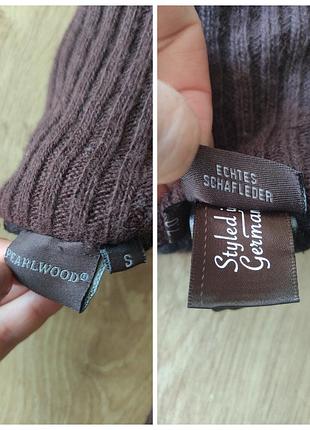 PEARLWOOD®
S
ECHTES
SCHAFLEDER
Styled
German